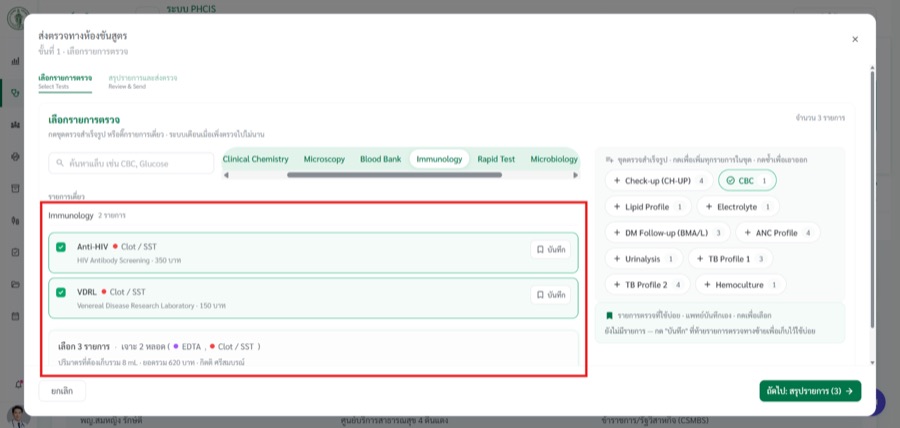 ระบบ PHCIS
ส่งตรวจทางห้องชันสูตร
ขั้นที่ 1 · เลือกรายการตรวจ
เลือกรายการตรวจ
Select Tests
สรุปรายการและส่งตรวจ
Review & Send
เลือกรายการตรวจ
กดชุดตรวจสำเร็จรูป หรือติ๊กรายการเดี่ยว · ระบบเตือนเมื่อเพิ่งตรวจไปไม่นาน
จำนวน 3 รายการ
ค้นหาแล็บ เช่น CBC, Glucose
Clinical Chemistry
Microscopy
Blood Bank
Immunology
Rapid Test
Microbiology
รายการเดี่ยว
Immunology 2 รายการ
Anti-HIV Clot / SST
HIV Antibody Screening · 350 บาท
บันทึก
VDRL Clot / SST
Venereal Disease Research Laboratory · 150 บาท
บันทึก
เลือก 3 รายการ · เจาะ 2 หลอด ( EDTA , Clot / SST )
ปริมาตรที่ต้องเก็บรวม 8 mL · ยอดรวม 620 บาท ·
ชุดตรวจสำเร็จรูป · กดเพื่อเพิ่มทุกรายการในชุด · กดซ้ำเพื่อเอาออก
+ Check-up (CH-UP) 4
CBC 1
+ Lipid Profile 1
+ Electrolyte 1
+ DM Follow-up (BMA/L) 3
+ ANC Profile 4
+ Urinalysis 1
+ TB Profile 1 3
+ TB Profile 2 4
+ Hemoculture 1
รายการตรวจที่ใช้บ่อย · แพทย์บันทึกเอง · กดเพื่อเลือก
ยังไม่มีรายการ — กด "บันทึก" ที่ท้ายรายการตรวจทางซ้ายเพื่อเก็บไว้ใช้บ่อย
ยกเลิก
ถัดไป: สรุปรายการ (3) →
พญ.สมหญิง รักษ์ดี
ศูนย์บริการสาธารณสุข 4 ดินแดง
ข้าราชการ/รัฐวิสาหกิจ (CSMBS)